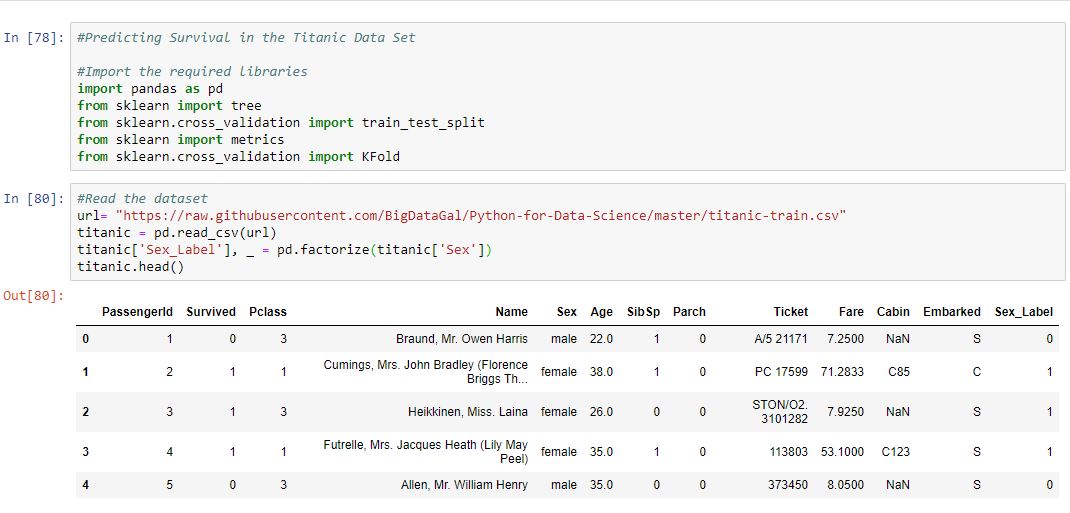 In [78]: #Predicting Survival in the Titanic Data Set
#Import the required libraries
import pandas as pd
from sklearn import tree
from sklearn.cross_validation import train_test_split
from sklearn import metrics
from sklearn.cross_validation import KFold
In [80]: #Read the dataset
url= "https://raw.githubusercontent.com/BigDataGal/Python-for-Data-Science/master/titanic-train.csv"
titanic = pd.read_csv(url)
titanic['Sex_Label'], _ = pd.factorize(titanic['Sex'])
titanic.head()
Out[80]:
PassengerId Survived Pclass Name Sex Age SibSp Parch Ticket Fare Cabin Embarked Sex_Label
0 1 0 3 Braund, Mr. Owen Harris male 22.0 1 0 A/5 21171 7.2500 NaN S 0
1 2 1 1 Cumings, Mrs. John Bradley (Florence
Briggs Th... female 38.0 1 0 PC 17599 71.2833 C85 C 1
2 3 1 3 Heikkinen, Miss. Laina female 26.0 0 0 STON/O2.
3101282 7.9250 NaN S 1
3 4 1 1 Futrelle, Mrs. Jacques Heath (Lily May
Peel) female 35.0 1 0 113803 53.1000 C123 S 1
4 5 0 3 Allen, Mr. William Henry male 35.0 0 0 373450 8.0500 NaN S 0